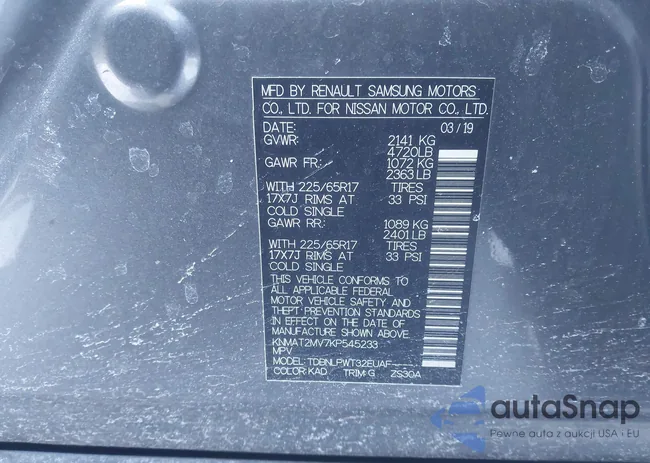 MFD BY RENAULT SAMSUNG MOTORS
CO., LTD. FOR NISSAN MOTOR CO., LTD.
DATE: 03/19
GVWR: 2141 KG
4720LB
GAWR FR: 1072 KG
2363 LB
WITH 225/65R17 TIRES
17X7J RIMS AT 33 PSI
COLD SINGLE
GAWR RR: 1089 KG
2401 LB
WITH 225/65R17 TIRES
17X7J RIMS AT 33 PSI
COLD SINGLE
THIS VEHICLE CONFORMS TO
ALL APPLICABLE FEDERAL
MOTOR VEHICLE SAFETY AND
THEFT PREVENTION STANDARDS
IN EFFECT ON THE DATE OF
MANUFACTURE SHOWN ABOVE
KNMAT2MV7KP545233
MPV
MODEL: TDBNLPWT32EUAF
COLOR: KAD TRIM: G ZS30A
autaSnap
Pewne auta z aukcji USA i EU